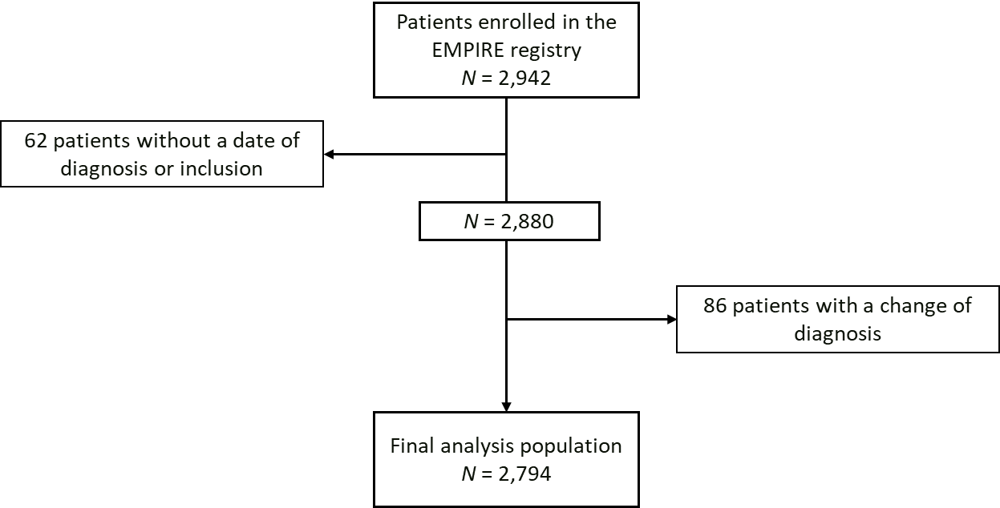 Patients enrolled in the
EMPIRE registry
N = 2,942
62 patients without a date of
diagnosis or inclusion
N = 2,880
86 patients with a change of
diagnosis
Final analysis population
N = 2,794